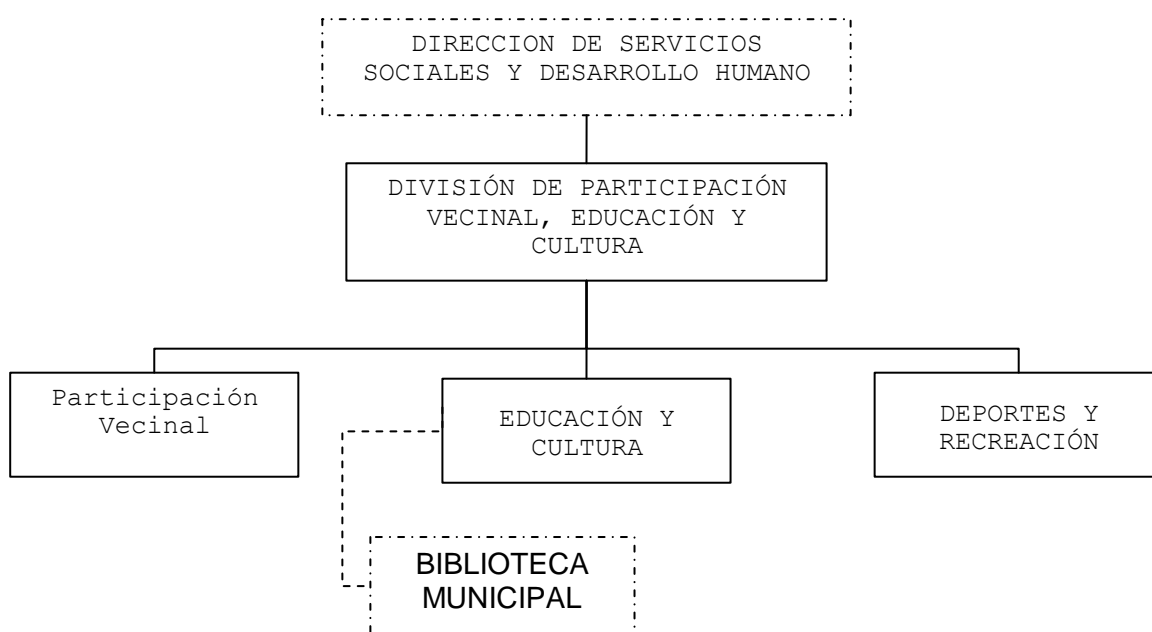 DIRECCION DE SERVICIOS
SOCIALES Y DESARROLLO HUMANO
DIVISIÓN DE PARTICIPACIÓN
VECINAL, EDUCACIÓN Y
CULTURA
Participación
Vecinal
EDUCACIÓN Y
CULTURA
DEPORTES Y
RECREACIÓN
BIBLIOTECA
MUNICIPAL